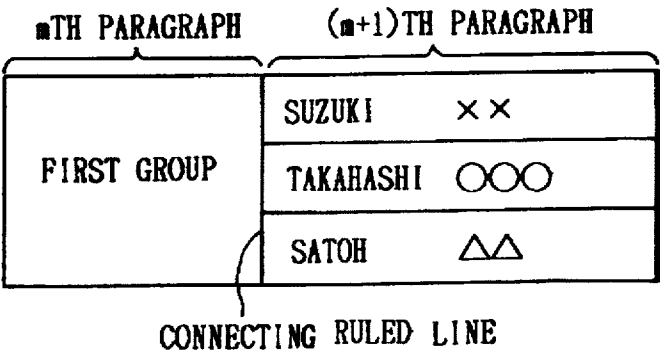 mTH PARAGRAPH (m+1)TH PARAGRAPH
FIRST GROUP
SUZUKI ××
TAKAHASHI ○○○
SATOH △△
CONNECTING RULED LINE